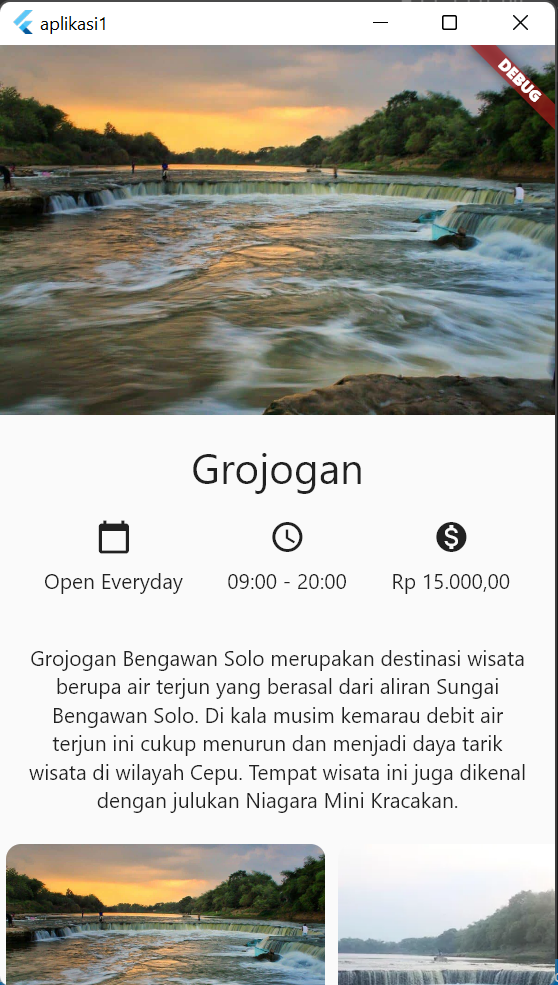 aplikasi1
DEBUG
Grojogan
Open Everyday
09:00 - 20:00
Rp 15.000,00
Grojogan Bengawan Solo merupakan destinasi wisata
berupa air terjun yang berasal dari aliran Sungai
Bengawan Solo. Di kala musim kemarau debit air
terjun ini cukup menurun dan menjadi daya tarik
wisata di wilayah Cepu. Tempat wisata ini juga dikenal
dengan julukan Niagara Mini Kracakan.